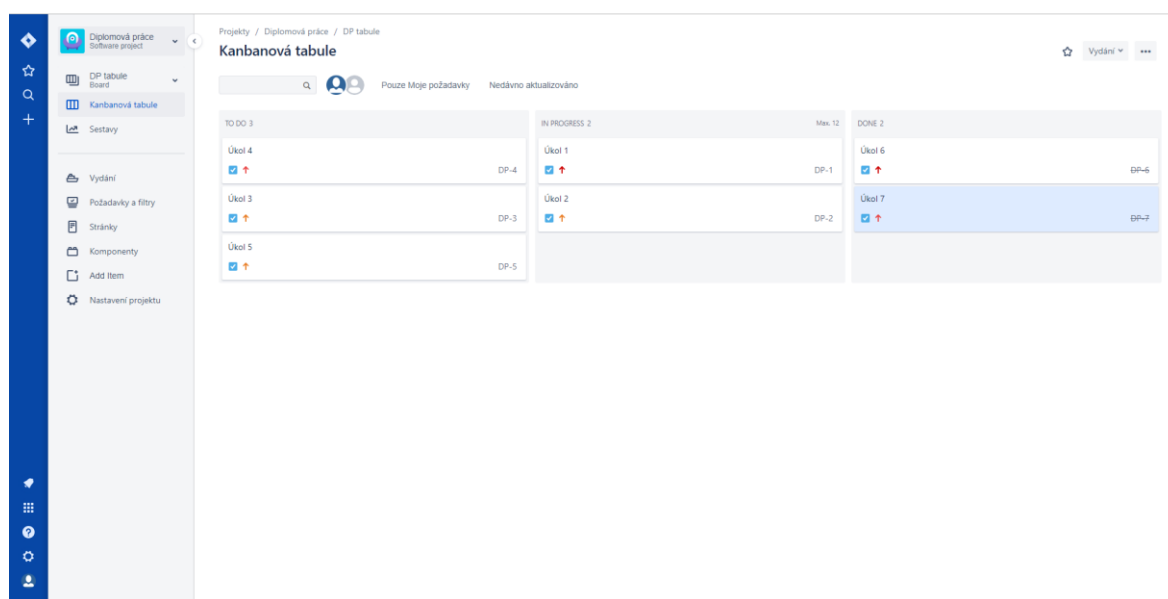 Diplomová práce
Software project
DP tabule
Board
Kanbanová tabule
Sestavy
Vydání
Požadavky a filtry
Stránky
Komponenty
Add Item
Nastavení projektu
Projekty / Diplomová práce / DP tabule
Kanbanová tabule
Vydání
Pouze Moje požadavky Nedávno aktualizováno
TO DO 3
Úkol 4
DP-4
Úkol 3
DP-3
Úkol 5
DP-5
IN PROGRESS 2 Max. 12
Úkol 1
DP-1
Úkol 2
DP-2
DONE 2
Úkol 6
DP-6
Úkol 7
DP-7